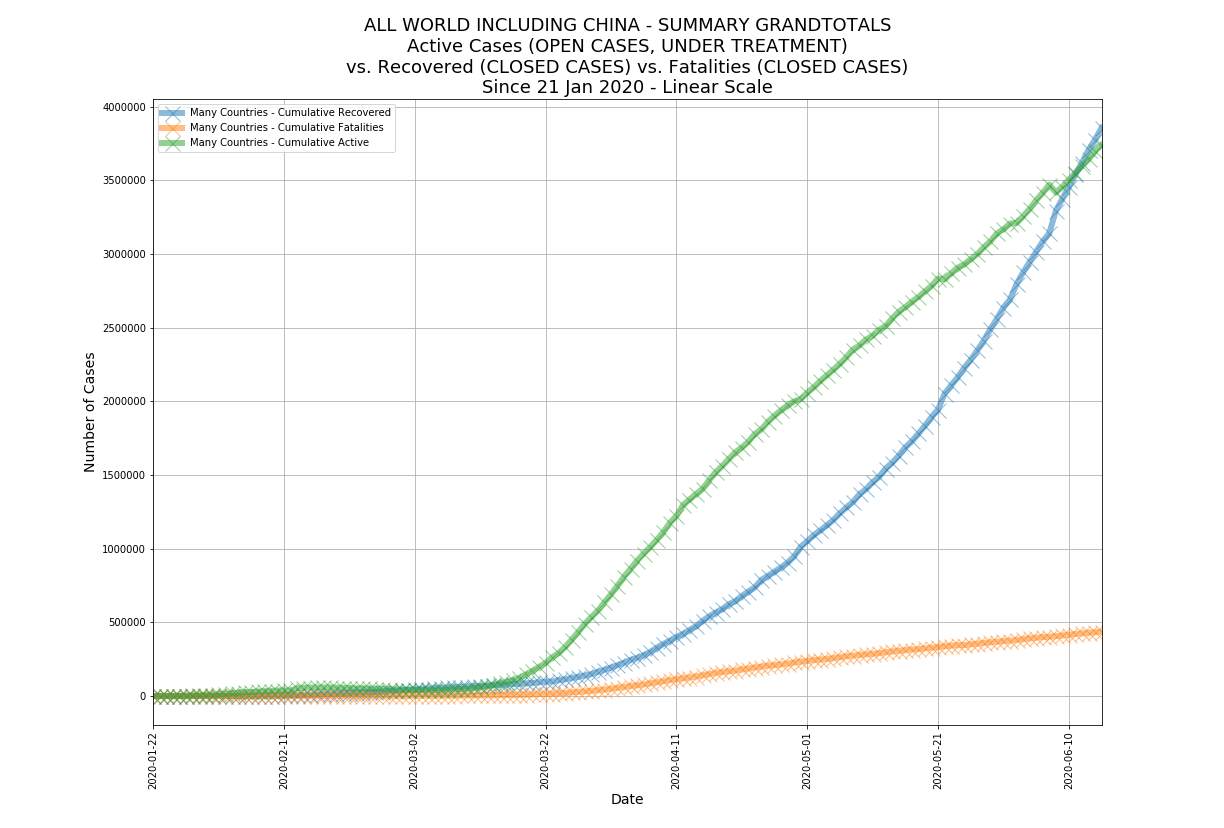 ALL WORLD INCLUDING CHINA - SUMMARY GRANDTOTALS
Active Cases (OPEN CASES, UNDER TREATMENT)
vs. Recovered (CLOSED CASES) vs. Fatalities (CLOSED CASES)
Since 21 Jan 2020 - Linear Scale
Many Countries - Cumulative Recovered
Many Countries - Cumulative Fatalities
Many Countries - Cumulative Active
Number of Cases
4000000
3500000
3000000
2500000
2000000
1500000
1000000
500000
0
2020-01-22
2020-02-11
2020-03-02
2020-03-22
2020-04-11
2020-05-01
2020-05-21
2020-06-10
Date